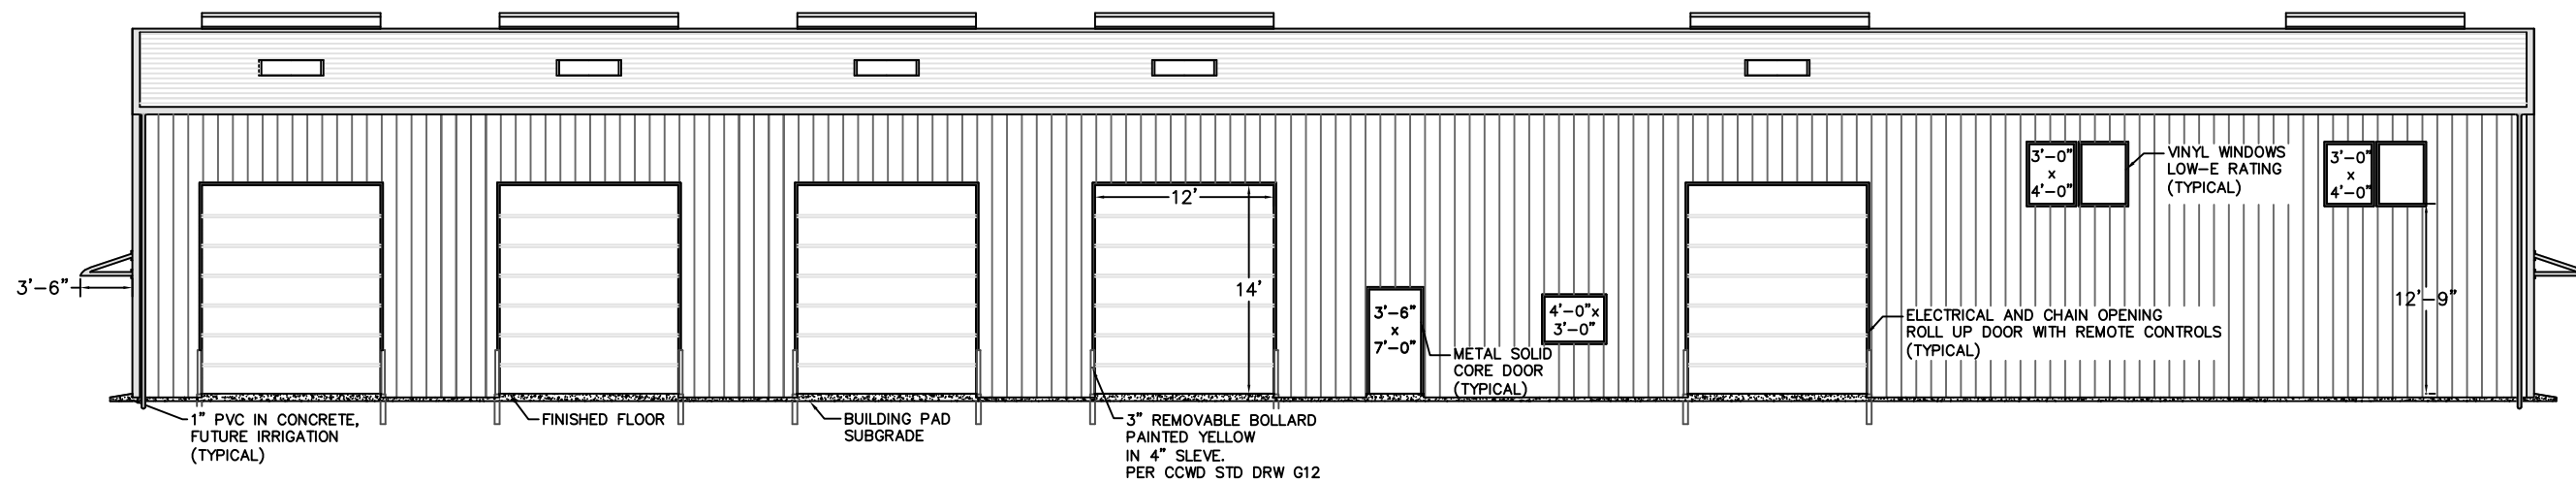 3'-0"
x
4'-0"
VINYL WINDOWS
LOW-E RATING
(TYPICAL)
3'-0"
x
4'-0"
12'
14'
3'-6"
3'-6"
x
7'-0"
4'-0"x
3'-0"
12'-9"
ELECTRICAL AND CHAIN OPENING
ROLL UP DOOR WITH REMOTE CONTROLS
(TYPICAL)
METAL SOLID
CORE DOOR
(TYPICAL)
1" PVC IN CONCRETE,
FUTURE IRRIGATION
(TYPICAL)
FINISHED FLOOR
BUILDING PAD
SUBGRADE
3" REMOVABLE BOLLARD
PAINTED YELLOW
IN 4" SLEVE.
PER CCWD STD DRW G12